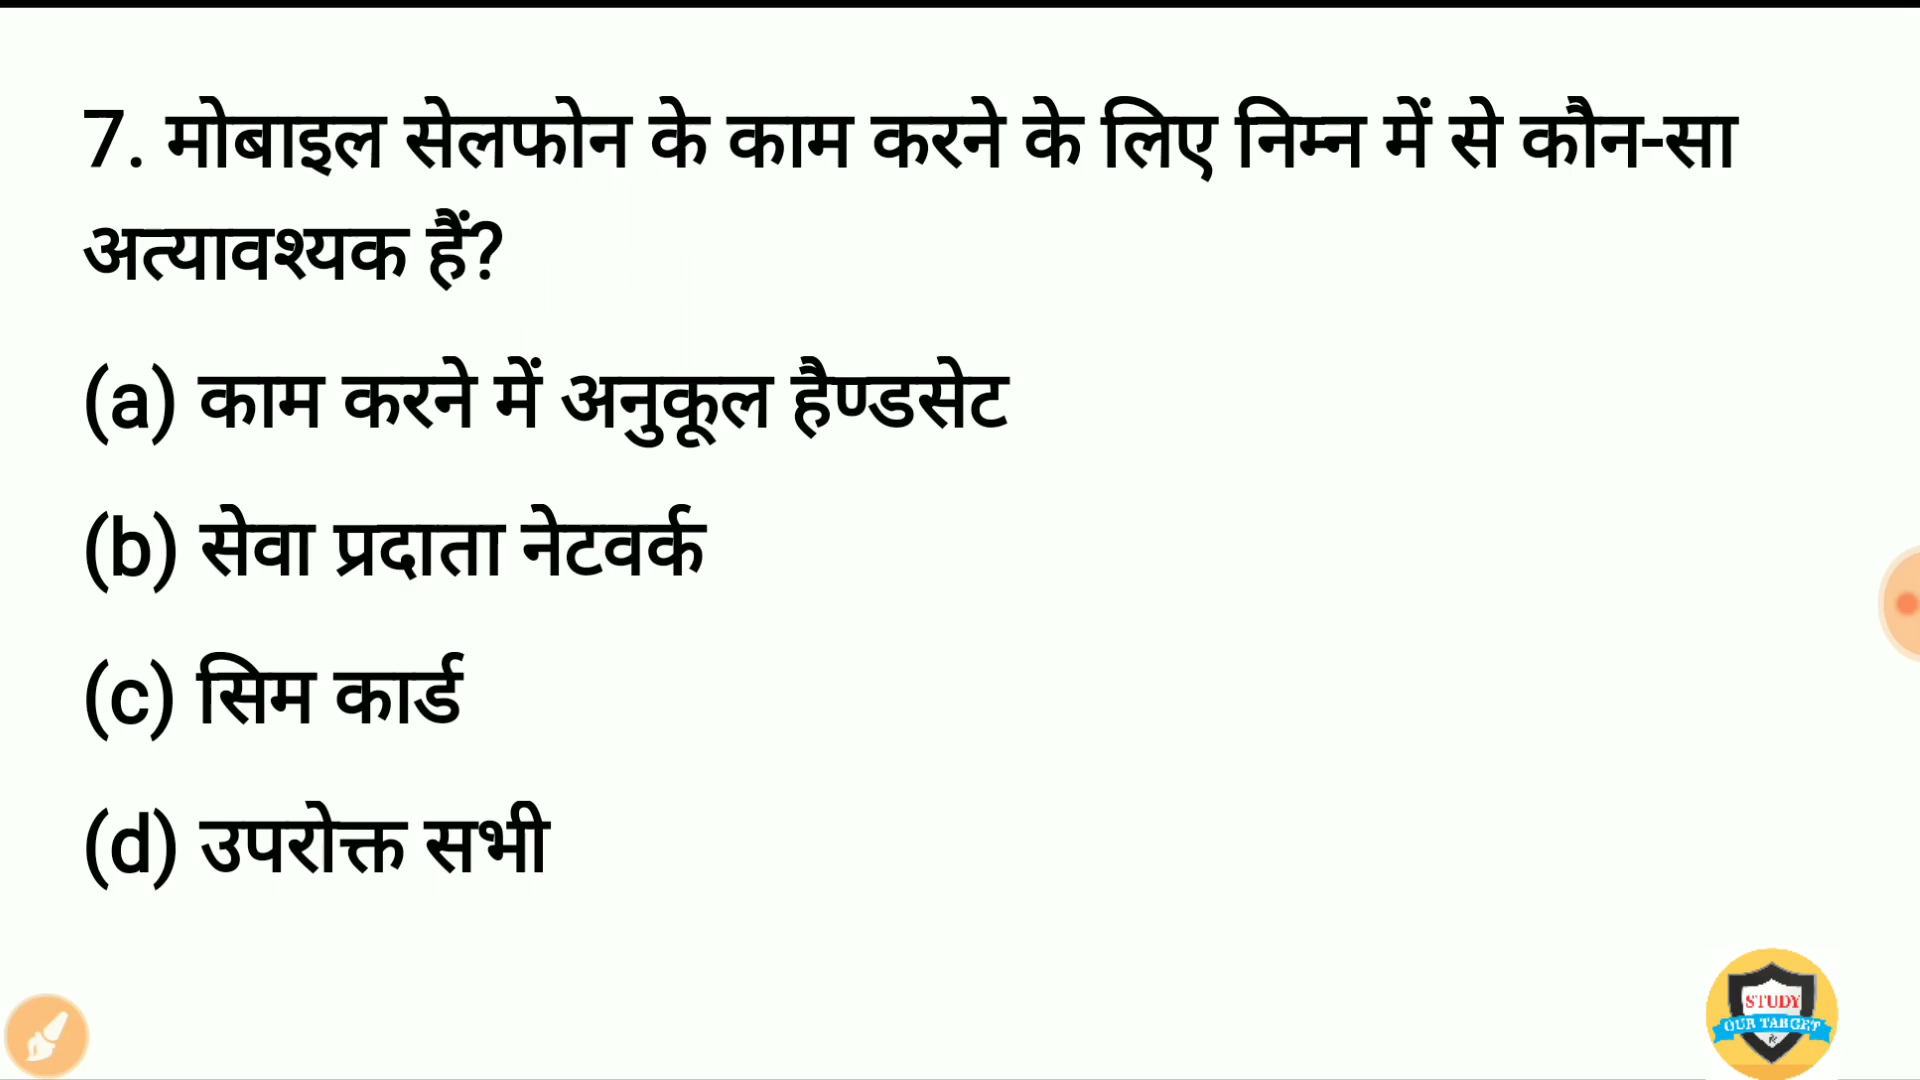 7. मोबाइल सेलफोन के काम करने के लिए निम्न में से कौन-सा
अत्यावश्यक हैं?
(a) काम करने में अनुकूल हैण्डसेट
(b) सेवा प्रदाता नेटवर्क
(c) सिम कार्ड
(d) उपरोक्त सभी
STUDY
OUR TARGET